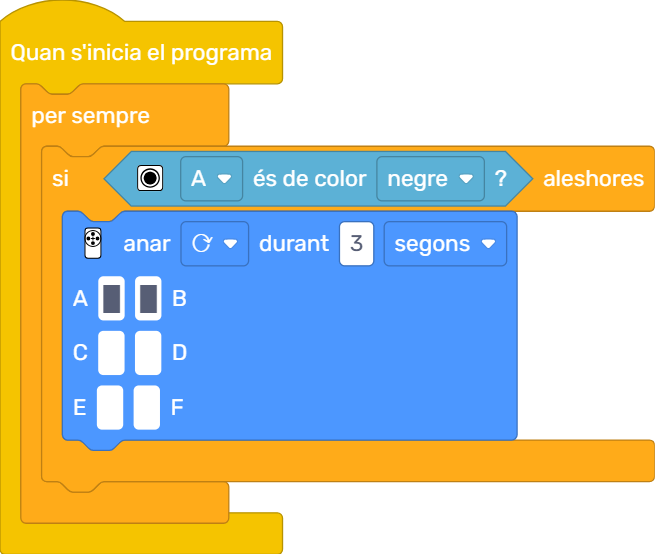 Quan s'inicia el programa
per sempre
si A és de color negre ? aleshores
anar durant 3 segons
A B
C D
E F